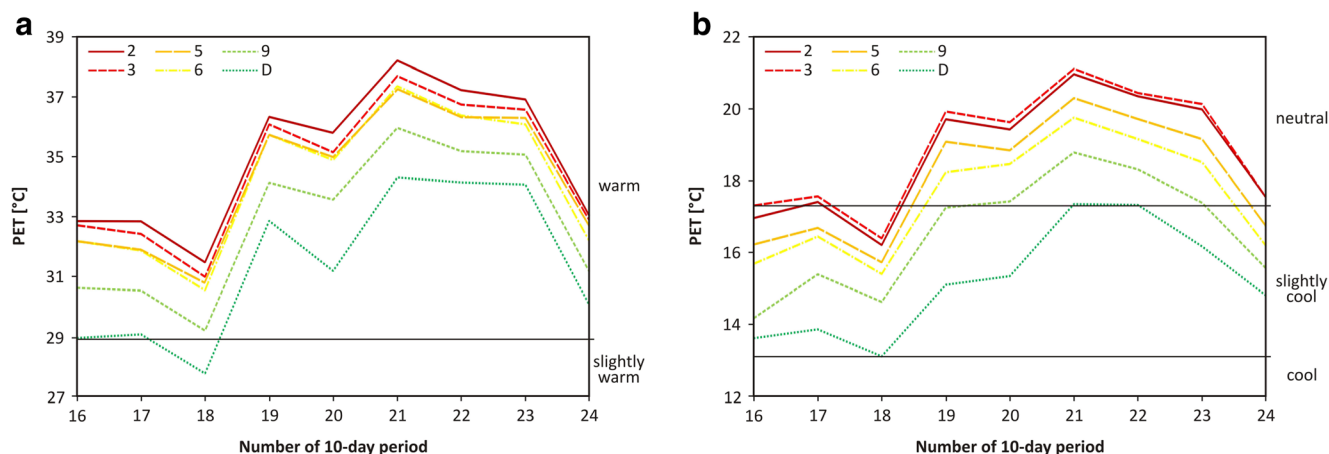 a
39
37
35
33
31
29
27
PET [°C]
2 5 9
3 6 D
warm
slightly
warm
16 17 18 19 20 21 22 23 24
Number of 10-day period
b
22
20
18
16
14
12
PET [°C]
2 5 9
3 6 D
neutral
slightly
cool
cool
16 17 18 19 20 21 22 23 24
Number of 10-day period